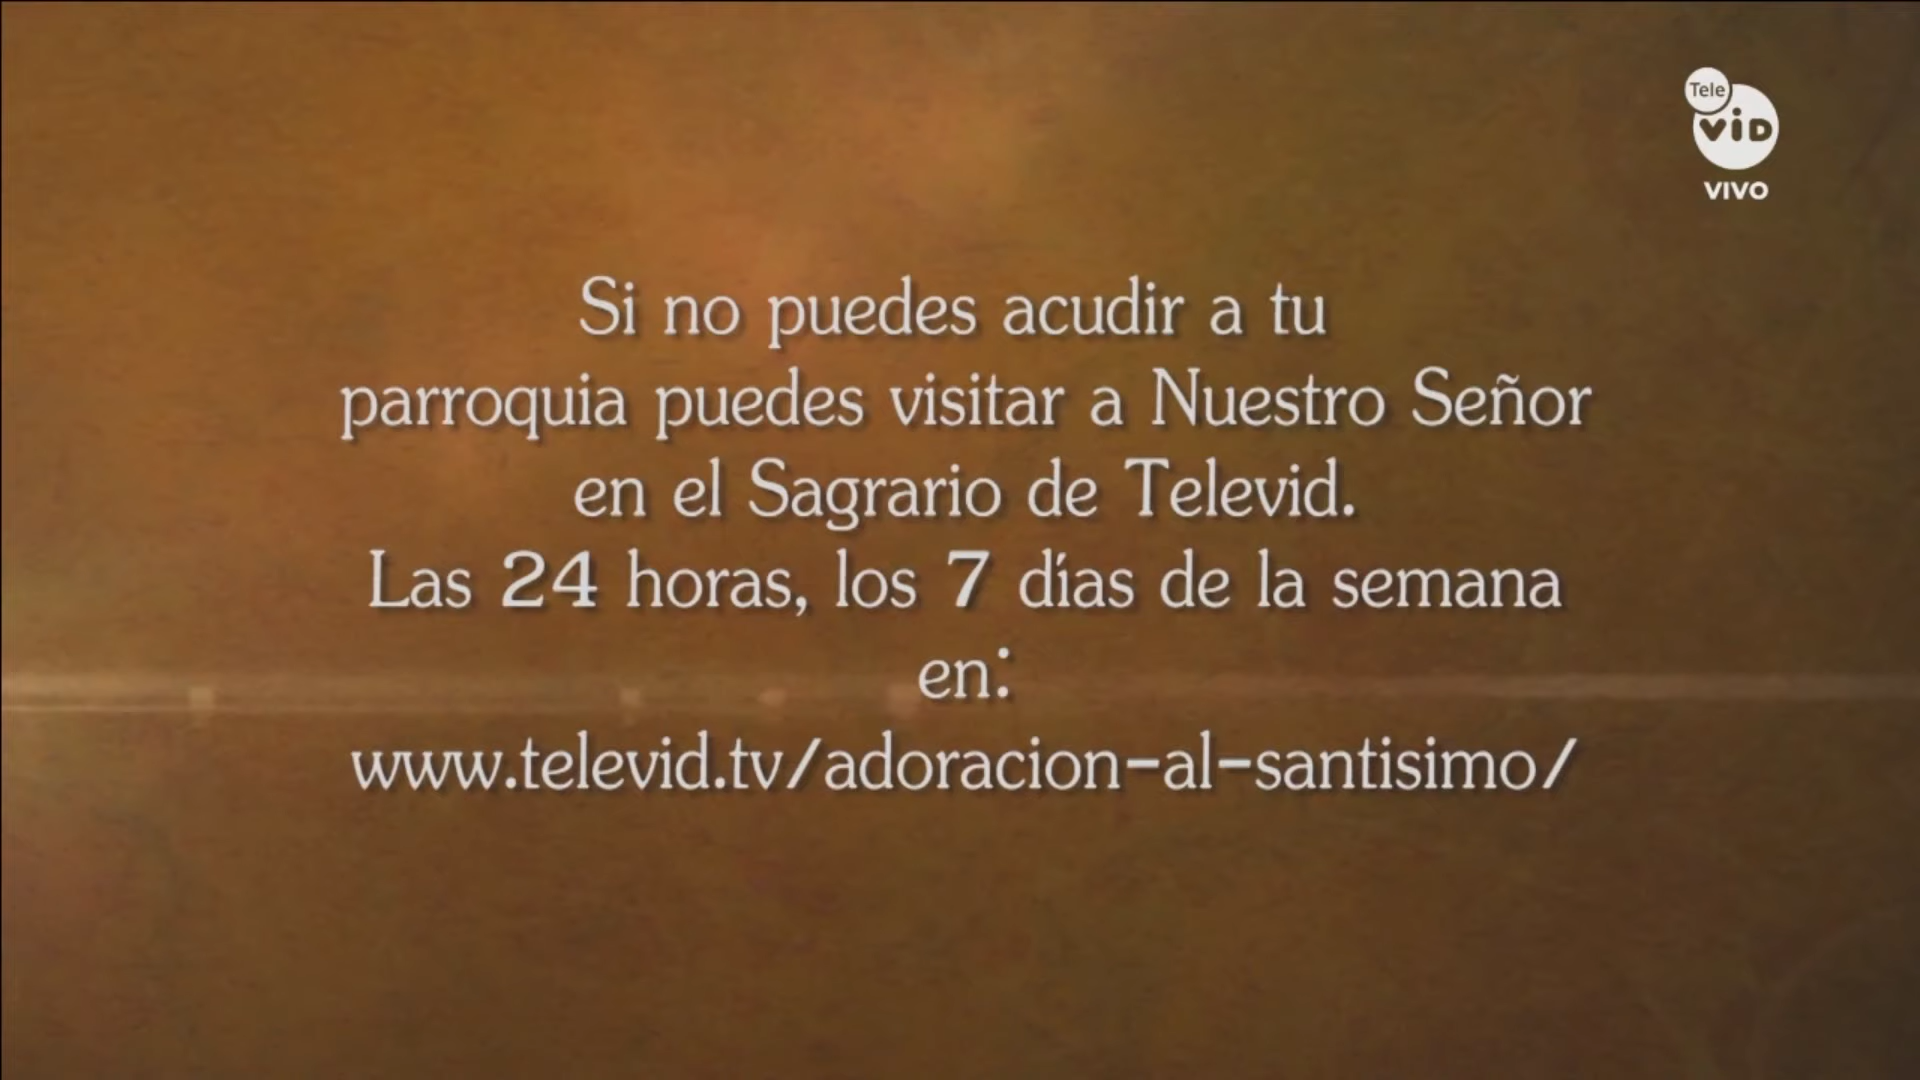 Tele
ViD
VIVO
Si no puedes acudir a tu
parroquia puedes visitar a Nuestro Señor
en el Sagrario de Televid.
Las 24 horas, los 7 días de la semana
en:
www.televid.tv/adoracion-al-santisimo/